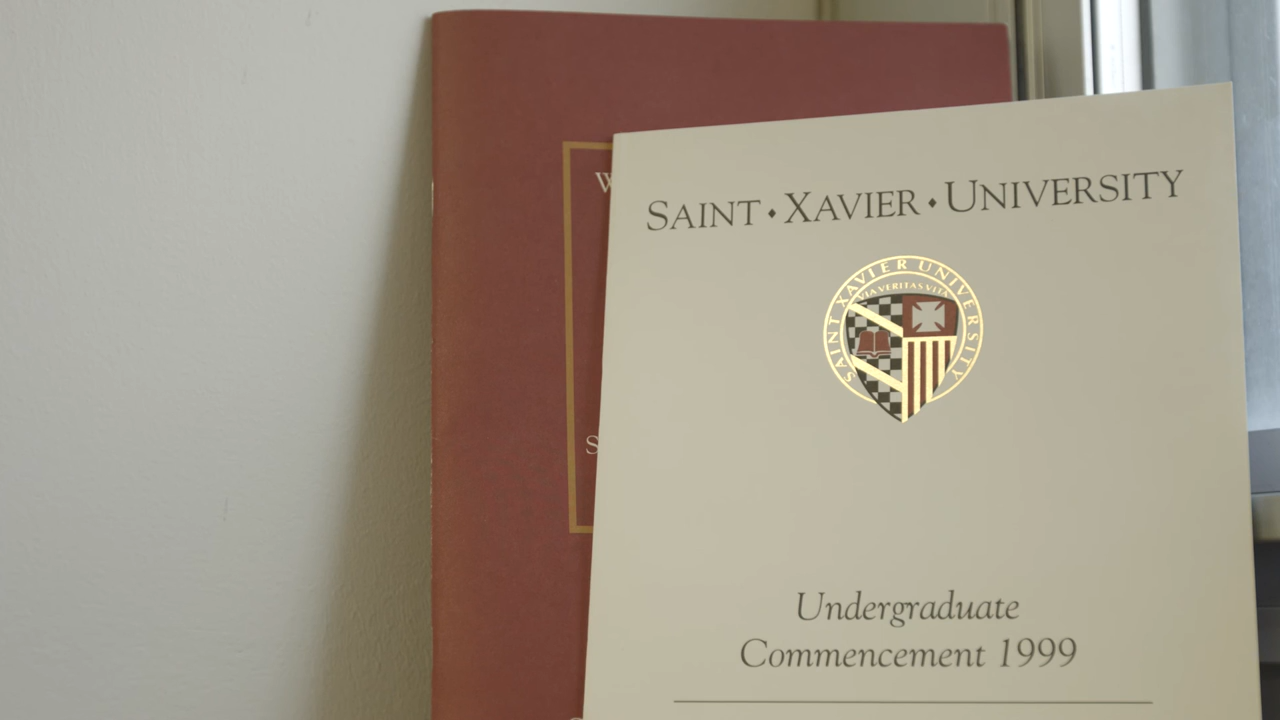 SAINT • XAVIER • UNIVERSITY
SAINT XAVIER UNIVERSITY
VIA VERITAS VITA
Undergraduate
Commencement 1999
W
S